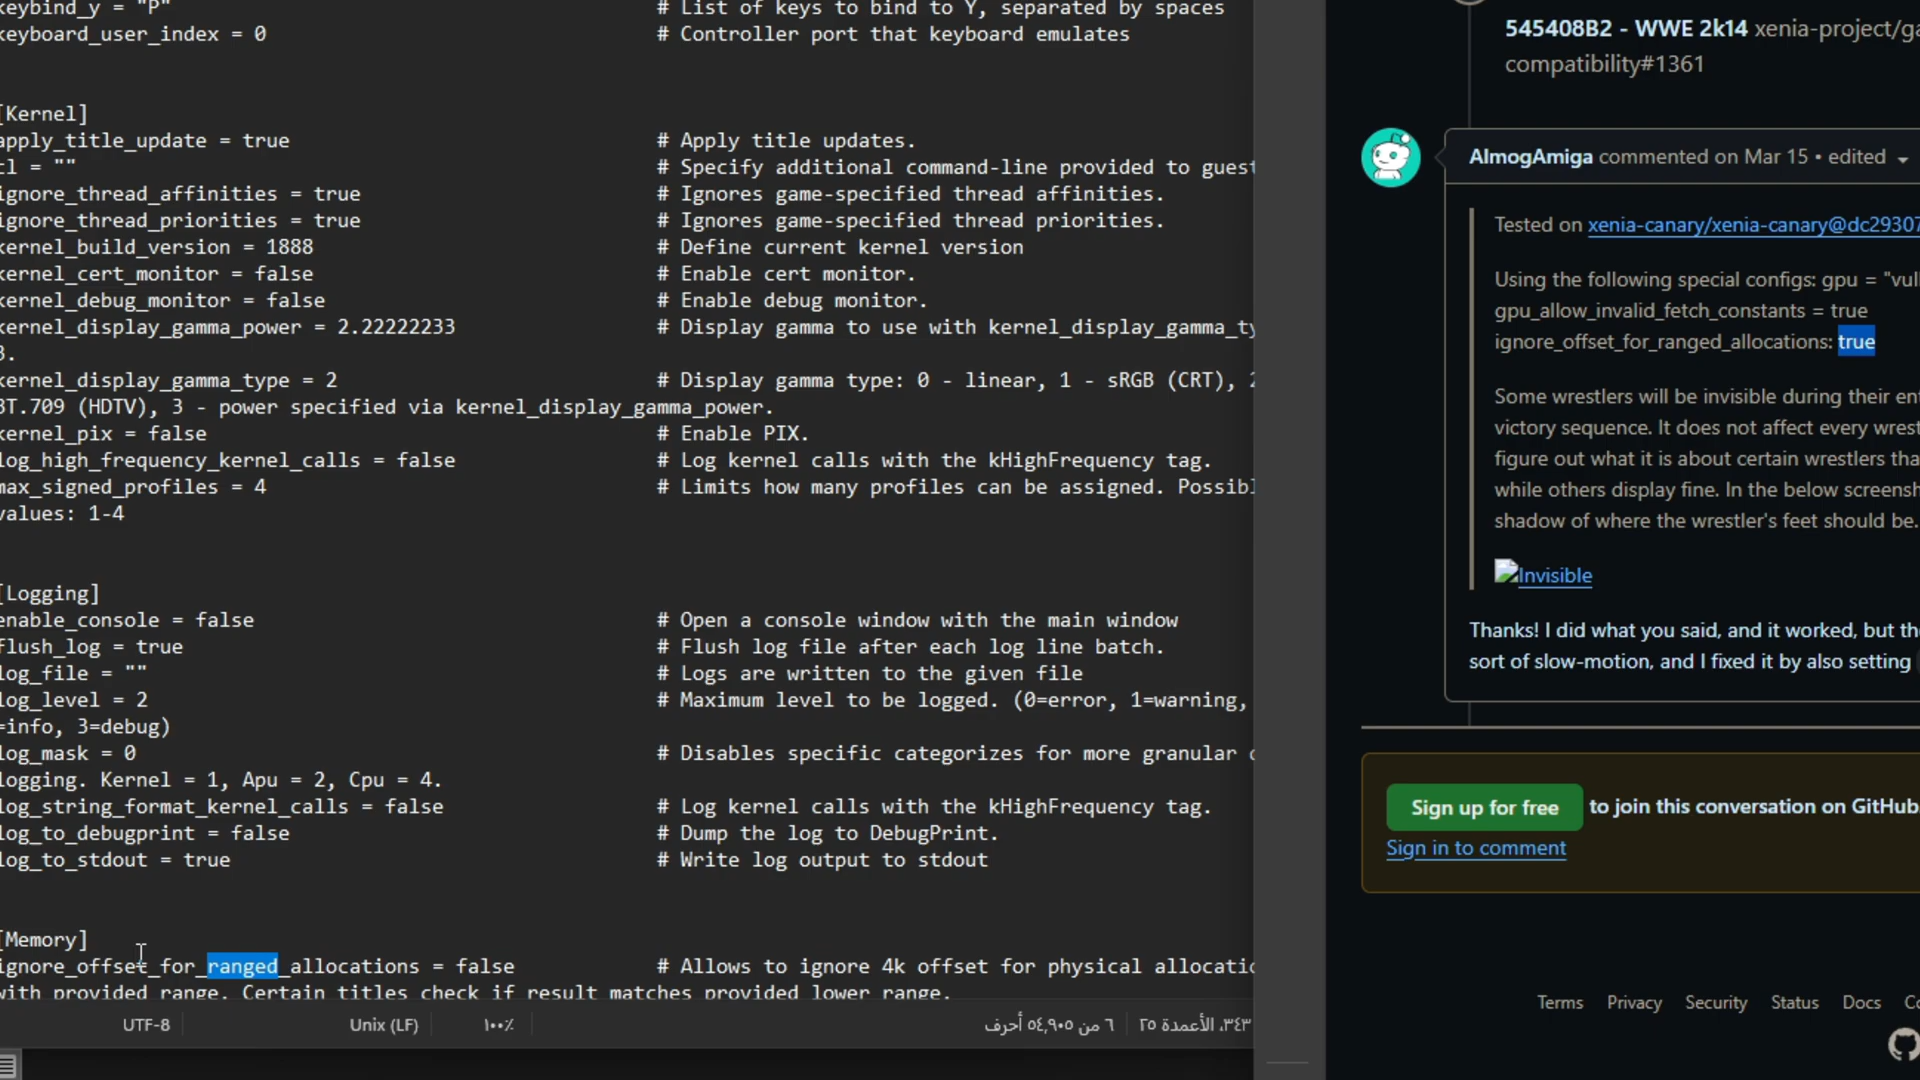 keybind_y = "P" # List of keys to bind to Y, separated by spaces
keyboard_user_index = 0 # Controller port that keyboard emulates
[Kernel]
apply_title_update = true # Apply title updates.
cl = "" # Specify additional command-line provided to guest
ignore_thread_affinities = true # Ignores game-specified thread affinities.
ignore_thread_priorities = true # Ignores game-specified thread priorities.
kernel_build_version = 1888 # Define current kernel version
kernel_cert_monitor = false # Enable cert monitor.
kernel_debug_monitor = false # Enable debug monitor.
kernel_display_gamma_power = 2.22222233 # Display gamma to use with kernel_display_gamma_ty
3.
kernel_display_gamma_type = 2 # Display gamma type: 0 - linear, 1 - sRGB (CRT), 2
BT.709 (HDTV), 3 - power specified via kernel_display_gamma_power.
kernel_pix = false # Enable PIX.
log_high_frequency_kernel_calls = false # Log kernel calls with the kHighFrequency tag.
max_signed_profiles = 4 # Limits how many profiles can be assigned. Possibl
values: 1-4
[Logging]
enable_console = false # Open a console window with the main window
flush_log = true # Flush log file after each log line batch.
log_file = "" # Logs are written to the given file
log_level = 2 # Maximum level to be logged. (0=error, 1=warning,
=info, 3=debug)
log_mask = 0 # Disables specific categorizes for more granular
logging. Kernel = 1, Apu = 2, Cpu = 4.
log_string_format_kernel_calls = false # Log kernel calls with the kHighFrequency tag.
log_to_debugprint = false # Dump the log to DebugPrint.
log_to_stdout = true # Write log output to stdout
[Memory]
ignore_offset_for_ranged_allocations = false # Allows to ignore 4k offset for physical allocatio
with provided range. Certain titles check if result matches provided lower range.
UTF-8 Unix (LF) ١٠٠٪ ٦ من ٥٤,٩٠٥ أحرف ٣٤٣، الأعمدة ٢٥
545408B2 - WWE 2k14 xenia-project/ga
compatibility#1361
AlmogAmiga commented on Mar 15 • edited
Tested on xenia-canary/xenia-canary@dc29307
Using the following special configs: gpu = "vul
gpu_allow_invalid_fetch_constants = true
ignore_offset_for_ranged_allocations: true
Some wrestlers will be invisible during their ent
victory sequence. It does not affect every wrest
figure out what it is about certain wrestlers tha
while others display fine. In the below screensh
shadow of where the wrestler's feet should be.
Invisible
Thanks! I did what you said, and it worked, but the
sort of slow-motion, and I fixed it by also setting
Sign up for free to join this conversation on GitHub.
Sign in to comment
Terms Privacy Security Status Docs Co